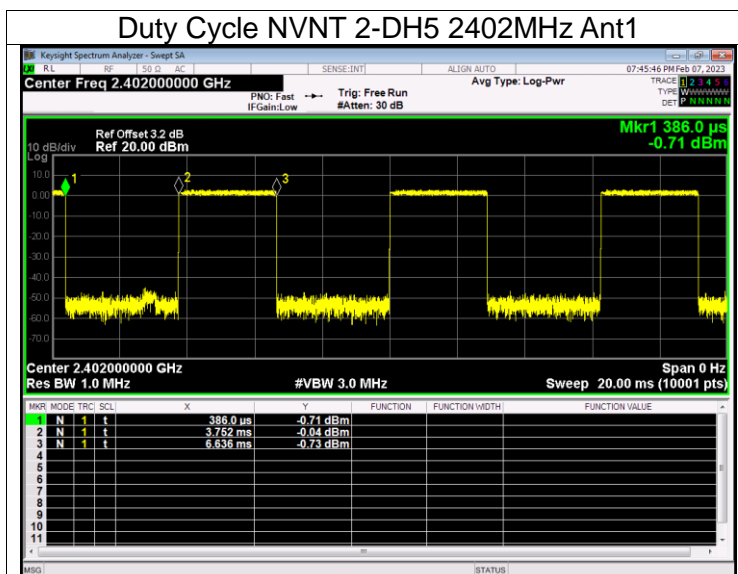 Duty Cycle NVNT 2-DH5 2402MHz Ant1
Keysight Spectrum Analyzer - Swept SA
RL RF 50 Ω AC SENSE:INT ALIGN AUTO 07:45:46 PM Feb 07, 2023
Center Freq 2.402000000 GHz Avg Type: Log-Pwr TRACE 1 2 3 4 5 6
PNO: Fast Trig: Free Run TYPE WWWWWW
IFGain:Low #Atten: 30 dB DET P NNNNN
Mkr1 386.0 µs
-0.71 dBm
Ref Offset 3.2 dB
10 dB/div Ref 20.00 dBm
Log
10.0
0.00
-10.0
-20.0
-30.0
-40.0
-50.0
-60.0
-70.0
1 2 3
Center 2.402000000 GHz Span 0 Hz
Res BW 1.0 MHz #VBW 3.0 MHz Sweep 20.00 ms (10001 pts)
MKR MODE TRC SCL X Y FUNCTION FUNCTION WIDTH FUNCTION VALUE
1 N 1 t 386.0 µs -0.71 dBm
2 N 1 t 3.752 ms -0.04 dBm
3 N 1 t 6.636 ms -0.73 dBm
4
5
6
7
8
9
10
11
MSG STATUS